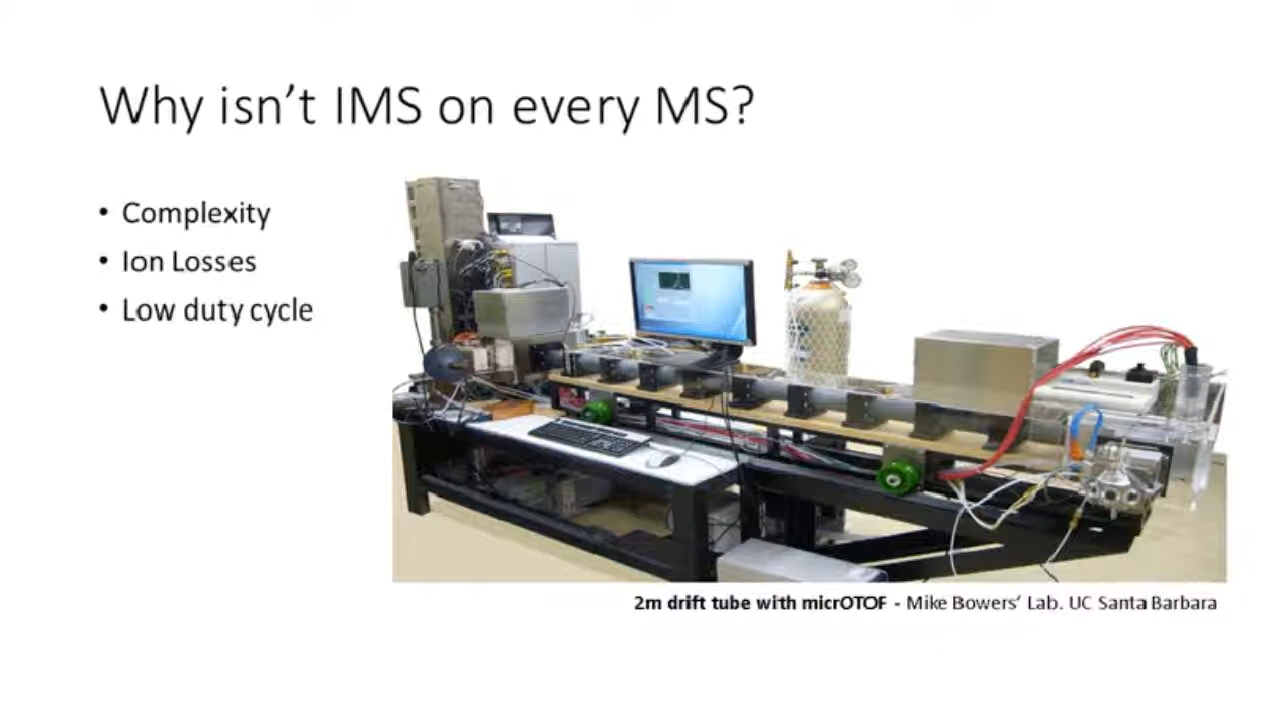 Why isn't IMS on every MS?
• Complexity
• Ion Losses
• Low duty cycle
2m drift tube with micrOTOF - Mike Bowers' Lab. UC Santa Barbara